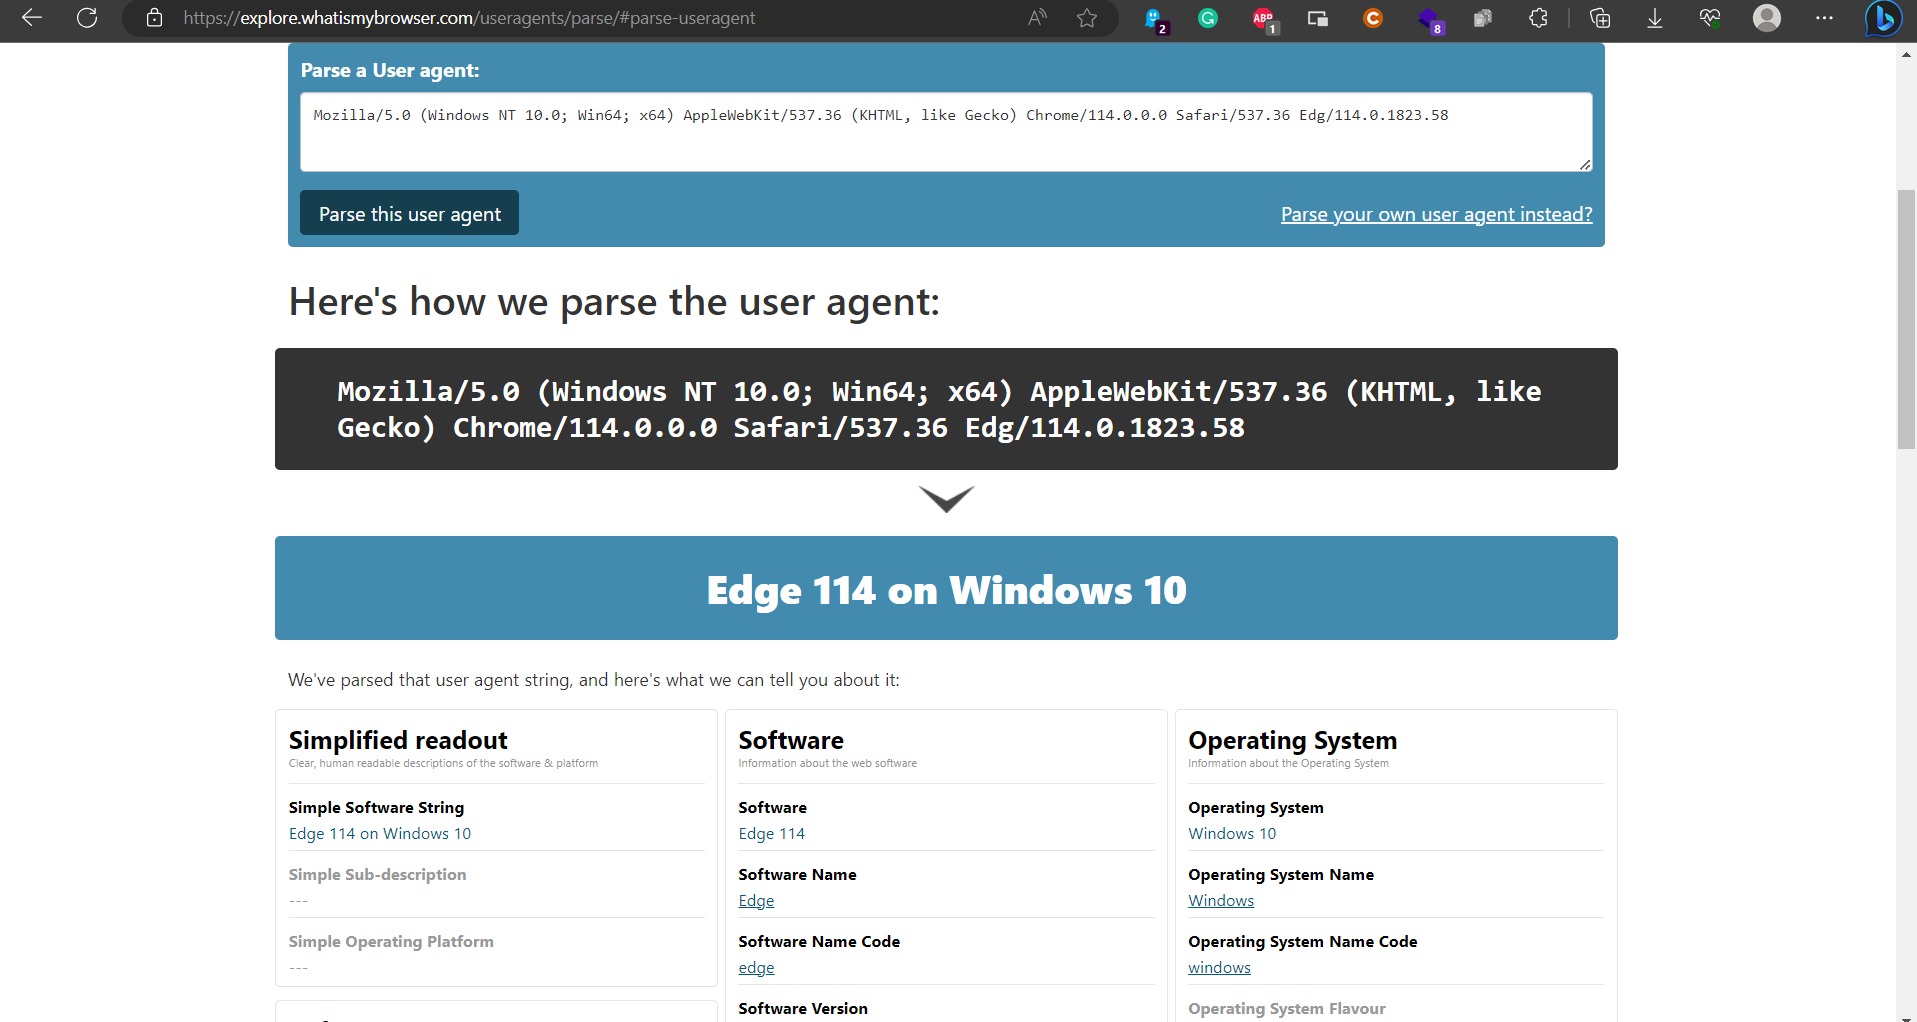 https://explore.whatismybrowser.com/useragents/parse/#parse-useragent
A
2
G
ABP
1
C
8
b
Parse a User agent:
Mozilla/5.0 (Windows NT 10.0; Win64; x64) AppleWebKit/537.36 (KHTML, like Gecko) Chrome/114.0.0.0 Safari/537.36 Edg/114.0.1823.58
Parse this user agent
Parse your own user agent instead?
Here's how we parse the user agent:
Mozilla/5.0 (Windows NT 10.0; Win64; x64) AppleWebKit/537.36 (KHTML, like
Gecko) Chrome/114.0.0.0 Safari/537.36 Edg/114.0.1823.58
Edge 114 on Windows 10
We've parsed that user agent string, and here's what we can tell you about it:
Simplified readout
Clear, human readable descriptions of the software & platform
Simple Software String
Edge 114 on Windows 10
Simple Sub-description
---
Simple Operating Platform
---
Software
Information about the web software
Software
Edge 114
Software Name
Edge
Software Name Code
edge
Software Version
Operating System
Information about the Operating System
Operating System
Windows 10
Operating System Name
Windows
Operating System Name Code
windows
Operating System Flavour